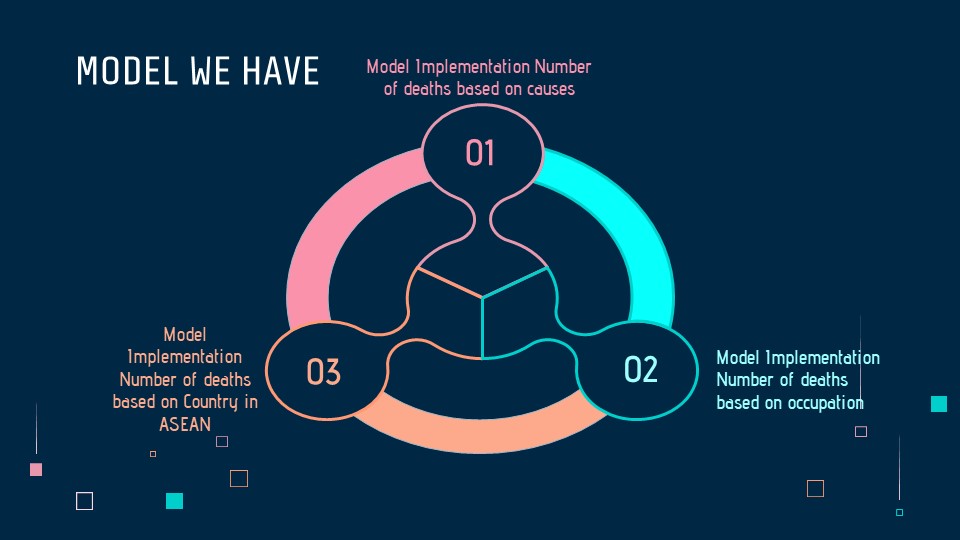 MODEL WE HAVE
Model Implementation Number
of deaths based on causes
01
02
Model Implementation
Number of deaths
based on occupation
03
Model
Implementation
Number of deaths
based on Country in
ASEAN